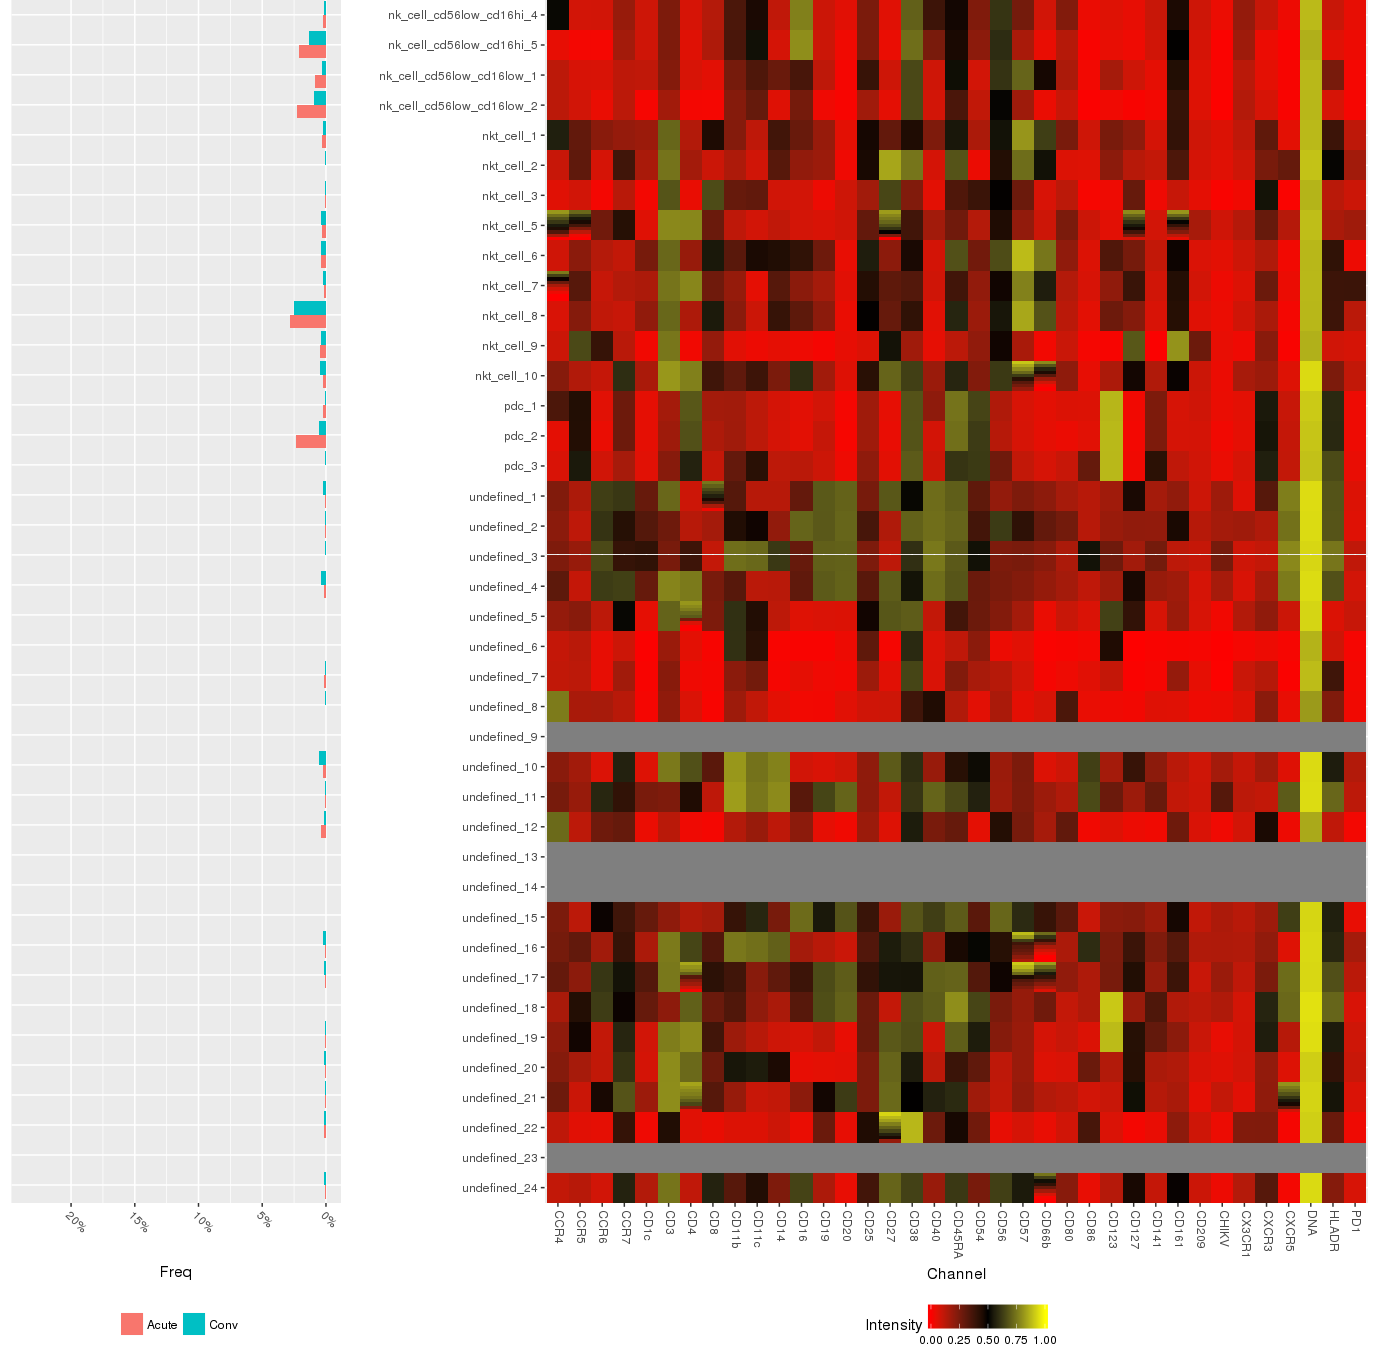 nk_cell_cd56low_cd16hi_4
nk_cell_cd56low_cd16hi_5
nk_cell_cd56low_cd16low_1
nk_cell_cd56low_cd16low_2
nkt_cell_1
nkt_cell_2
nkt_cell_3
nkt_cell_5
nkt_cell_6
nkt_cell_7
nkt_cell_8
nkt_cell_9
nkt_cell_10
pdc_1
pdc_2
pdc_3
undefined_1
undefined_2
undefined_3
undefined_4
undefined_5
undefined_6
undefined_7
undefined_8
undefined_9
undefined_10
undefined_11
undefined_12
undefined_13
undefined_14
undefined_15
undefined_16
undefined_17
undefined_18
undefined_19
undefined_20
undefined_21
undefined_22
undefined_23
undefined_24
20%
15%
10%
5%
0%
Freq
Acute
Conv
CCR4
CCR5
CCR6
CCR7
CD1c
CD3
CD4
CD8
CD11b
CD11c
CD14
CD16
CD19
CD20
CD25
CD27
CD38
CD40
CD45RA
CD54
CD56
CD57
CD66b
CD80
CD86
CD123
CD127
CD141
CD161
CD209
CHIKV
CX3CR1
CXCR3
CXCR5
DNA
HLADR
PD1
Channel
Intensity
0.00 0.25 0.50 0.75 1.00